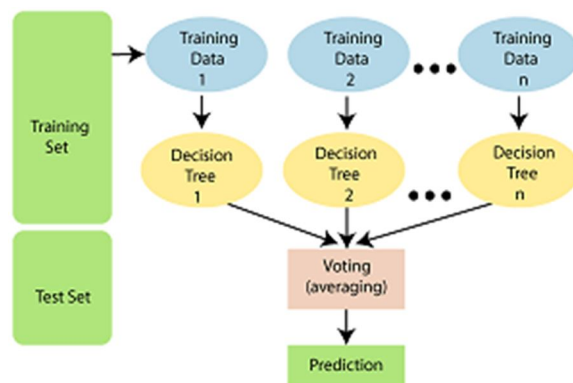 Training
Set
Test Set
Training
Data
1
Training
Data
2
Training
Data
n
Decision
Tree
1
Decision
Tree
2
Decision
Tree
n
Voting
(averaging)
Prediction